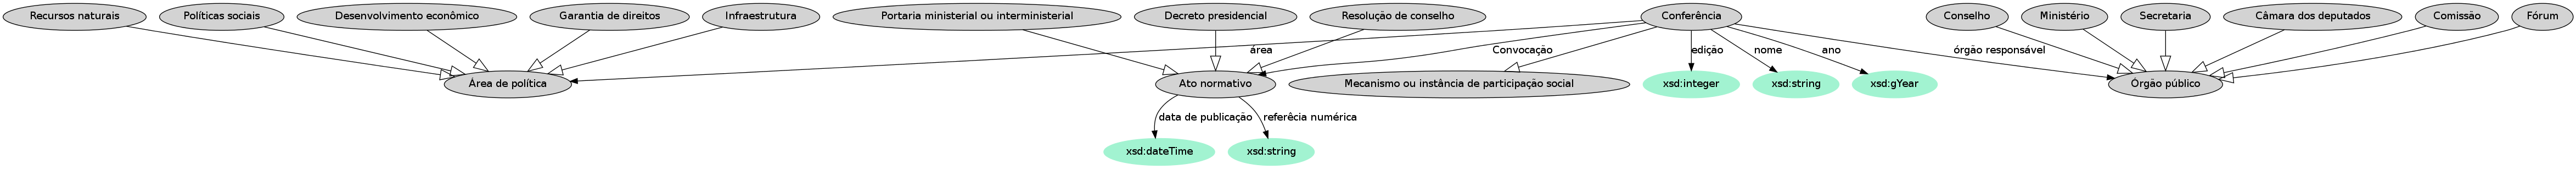 Recursos naturais
Políticas sociais
Desenvolvimento econômico
Garantia de direitos
Infraestrutura
Portaria ministerial ou interministerial
Decreto presidencial
Resolução de conselho
Conferência
Conselho
Ministério
Secretaria
Câmara dos deputados
Comissão
Fórum
área
Convocação
edição
nome
ano
órgão responsável
Área de política
Ato normativo
Mecanismo ou instância de participação social
xsd:integer
xsd:string
xsd:gYear
Órgão público
data de publicação
referêcia numérica
xsd:dateTime
xsd:string